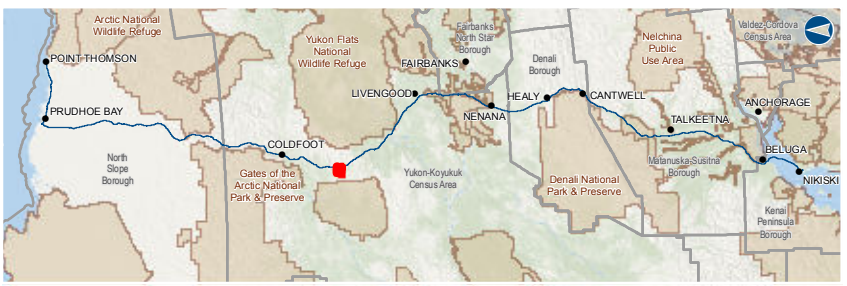 Arctic National
Wildlife Refuge
Yukon Flats
National
Wildlife Refuge
Fairbanks
North Star
Borough
Nelchina
Public
Use Area
Valdez-Cordova
Census Area
POINT THOMSON
FAIRBANKS
Denali
Borough
LIVENGOOD
HEALY
CANTWELL
ANCHORAGE
PRUDHOE BAY
NENANA
TALKEETNA
COLDFOOT
BELUGA
North
Slope
Borough
Gates of the
Arctic National
Park & Preserve
Yukon-Koyukuk
Census Area
Denali National
Park & Preserve
Matanuska-Susitna
Borough
NIKISKI
Kenai
Peninsula
Borough